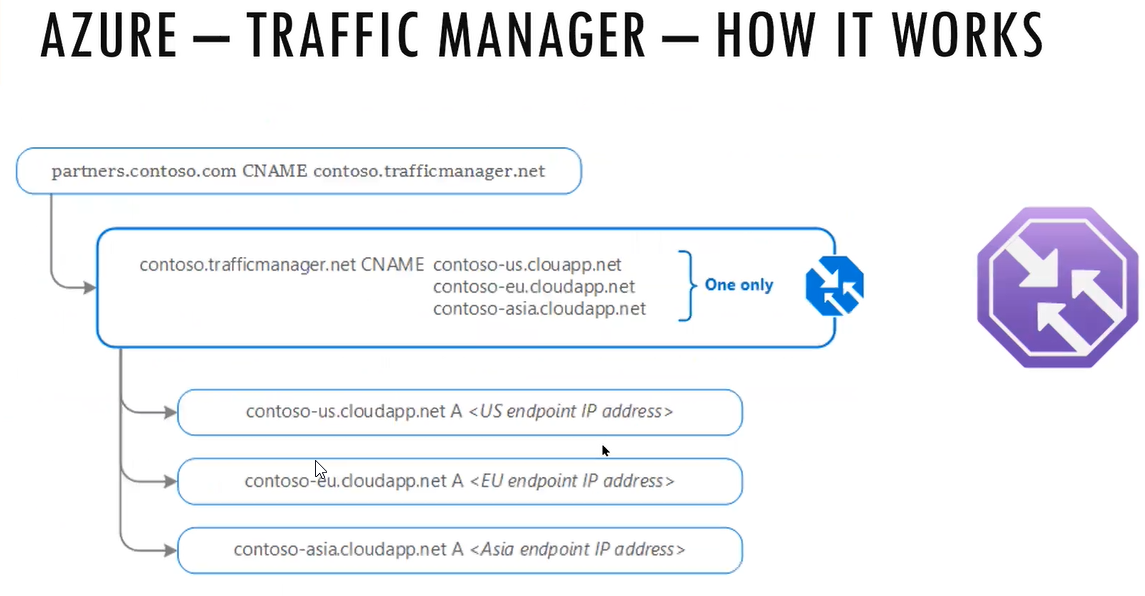 AZURE – TRAFFIC MANAGER – HOW IT WORKS
partners.contoso.com CNAME contoso.trafficmanager.net
contoso.trafficmanager.net CNAME contoso-us.clouapp.net
contoso-eu.cloudapp.net
contoso-asia.cloudapp.net
One only
contoso-us.cloudapp.net A <US endpoint IP address>
contoso-eu.cloudapp.net A <EU endpoint IP address>
contoso-asia.cloudapp.net A <Asia endpoint IP address>